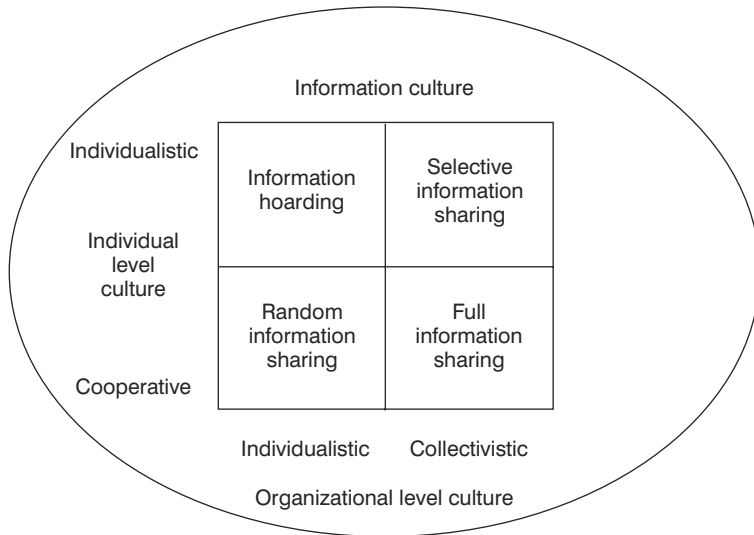 Information culture
Individualistic
Information
hoarding
Selective
information
sharing
Individual
level
culture
Random
information
sharing
Full
information
sharing
Cooperative
Individualistic
Collectivistic
Organizational level culture